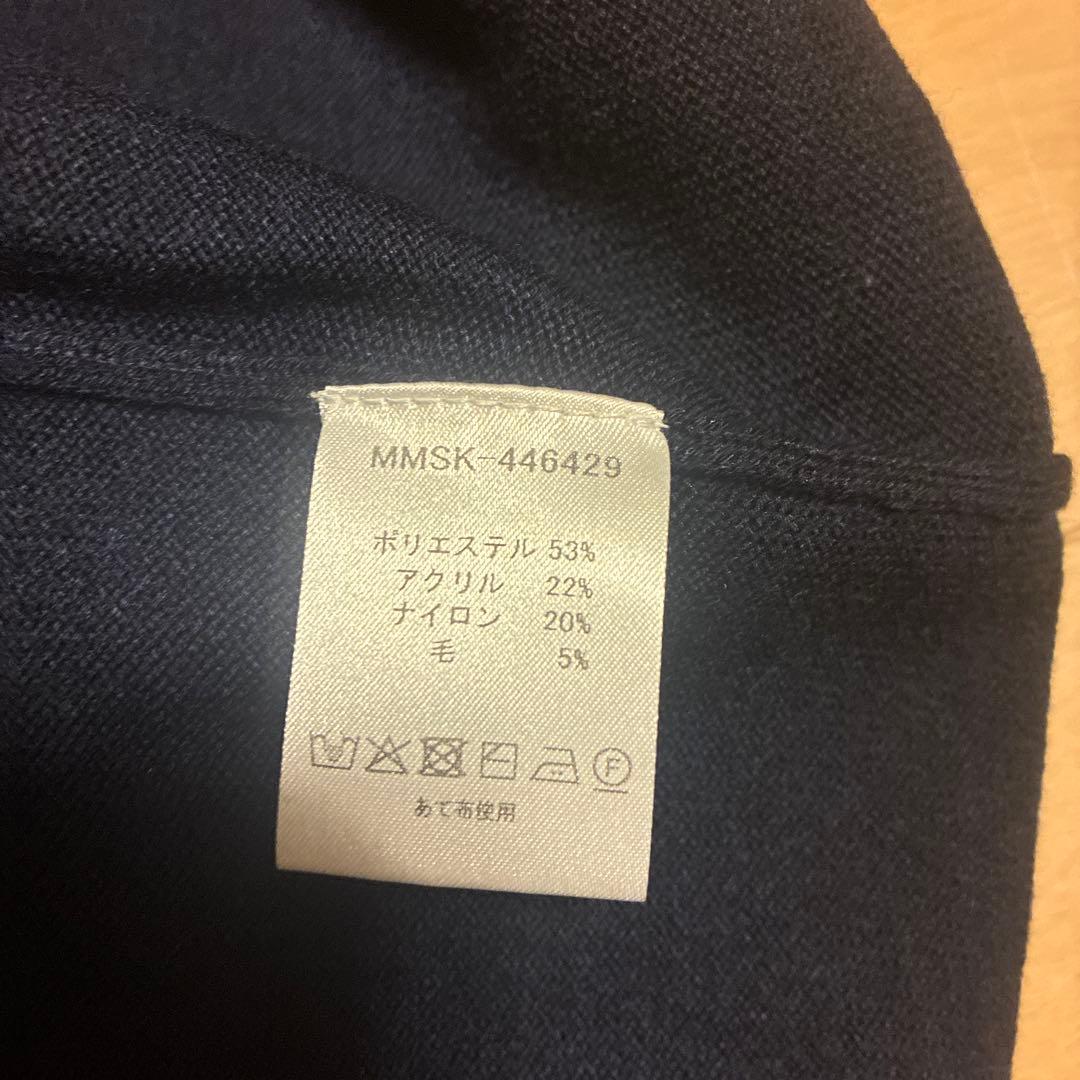 MMSK-446429
ポリエステル 53%
アクリル 22%
ナイロン 20%
毛 5%
F
あて布使用